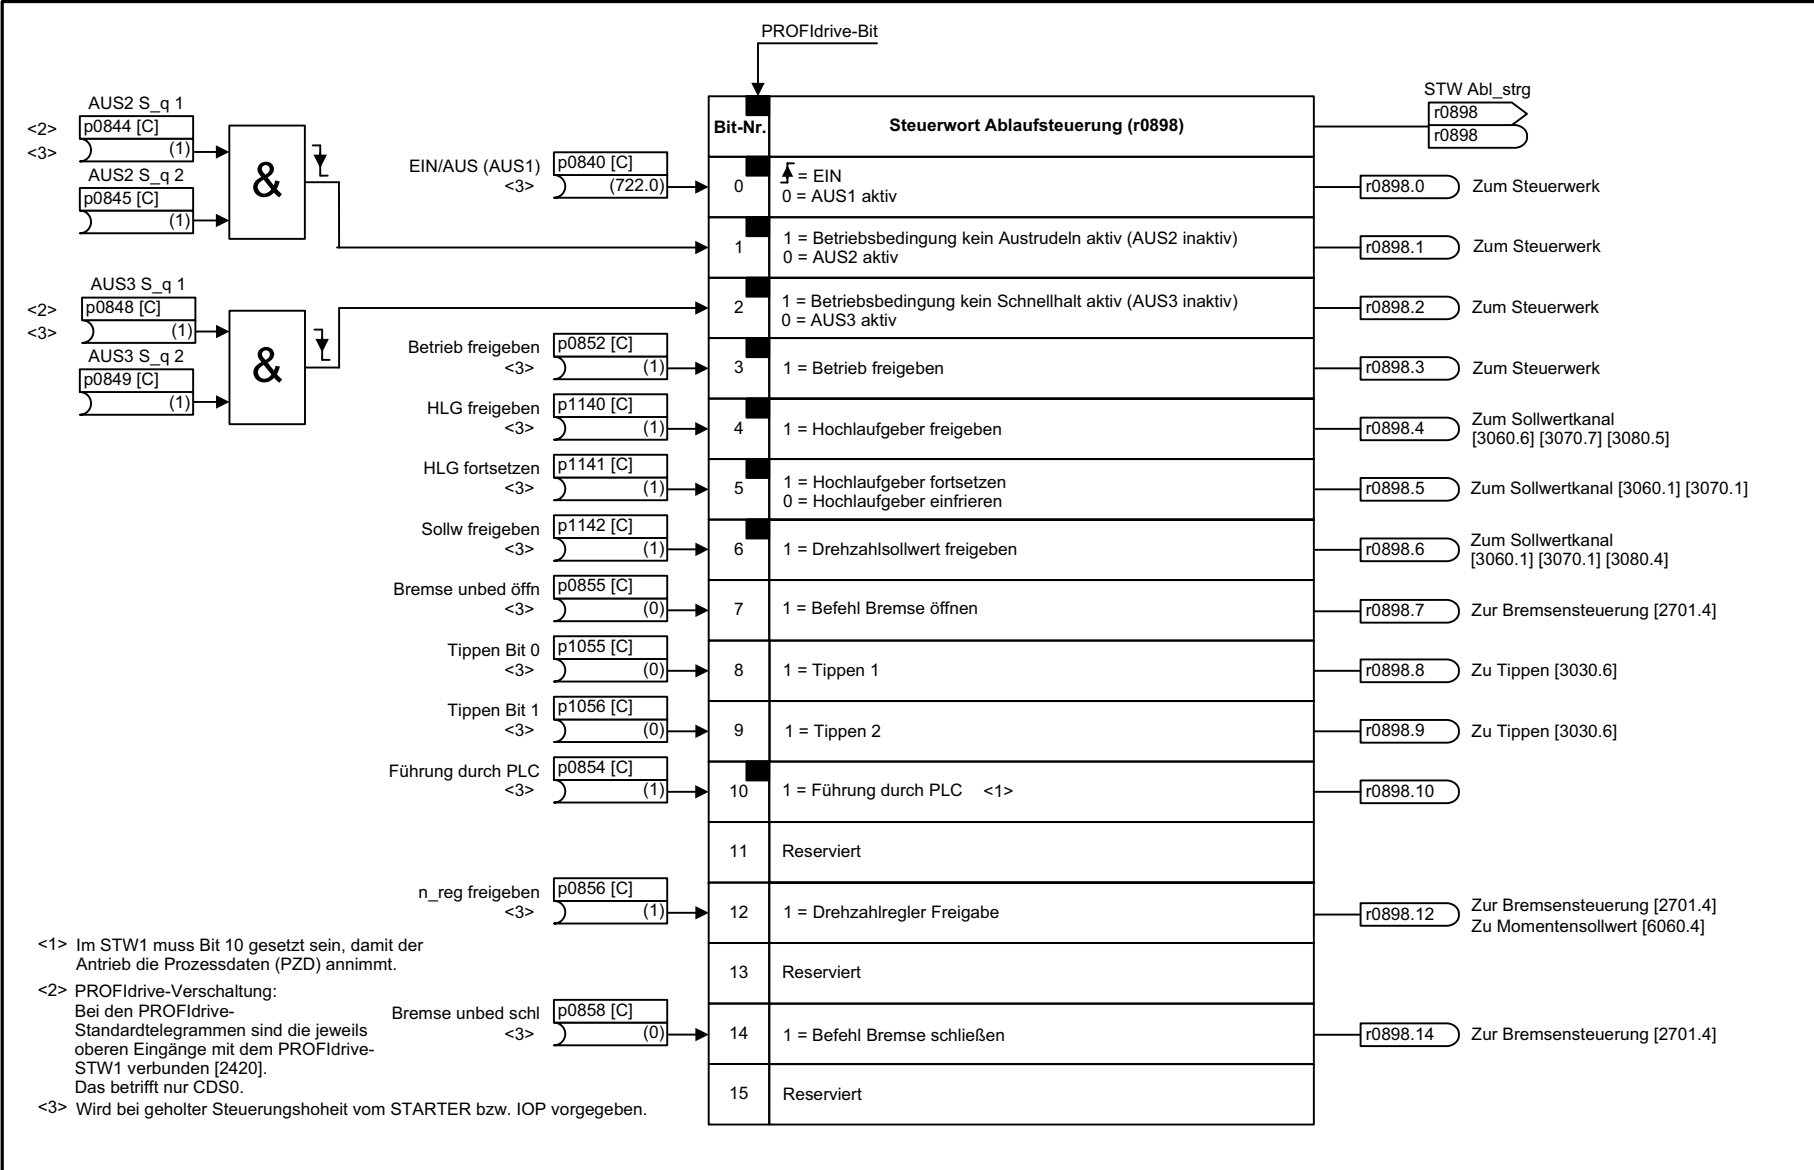 PROFIdrive-Bit
STW Abl_strg
r0898
r0898
Bit-Nr.
Steuerwort Ablaufsteuerung (r0898)
AUS2 S_q 1
<2>
p0844 [C]
<3>
(1)
AUS2 S_q 2
p0845 [C]
(1)
&
EIN/AUS (AUS1)
<3>
p0840 [C]
(722.0)
0
= EIN
0 = AUS1 aktiv
r0898.0
Zum Steuerwerk
1
1 = Betriebsbedingung kein Austrudeln aktiv (AUS2 inaktiv)
0 = AUS2 aktiv
r0898.1
Zum Steuerwerk
AUS3 S_q 1
<2>
p0848 [C]
<3>
(1)
AUS3 S_q 2
p0849 [C]
(1)
&
2
1 = Betriebsbedingung kein Schnellhalt aktiv (AUS3 inaktiv)
0 = AUS3 aktiv
r0898.2
Zum Steuerwerk
Betrieb freigeben
<3>
p0852 [C]
(1)
3
1 = Betrieb freigeben
r0898.3
Zum Steuerwerk
HLG freigeben
<3>
p1140 [C]
(1)
4
1 = Hochlaufgeber freigeben
r0898.4
Zum Sollwertkanal
[3060.6] [3070.7] [3080.5]
HLG fortsetzen
<3>
p1141 [C]
(1)
5
1 = Hochlaufgeber fortsetzen
0 = Hochlaufgeber einfrieren
r0898.5
Zum Sollwertkanal [3060.1] [3070.1]
Sollw freigeben
<3>
p1142 [C]
(1)
6
1 = Drehzahlsollwert freigeben
r0898.6
Zum Sollwertkanal
[3060.1] [3070.1] [3080.4]
Bremse unbed öffn
<3>
p0855 [C]
(0)
7
1 = Befehl Bremse öffnen
r0898.7
Zur Bremsensteuerung [2701.4]
Tippen Bit 0
<3>
p1055 [C]
(0)
8
1 = Tippen 1
r0898.8
Zu Tippen [3030.6]
Tippen Bit 1
<3>
p1056 [C]
(0)
9
1 = Tippen 2
r0898.9
Zu Tippen [3030.6]
Führung durch PLC
<3>
p0854 [C]
(1)
10
1 = Führung durch PLC <1>
r0898.10
11
Reserviert
n_reg freigeben
<3>
p0856 [C]
(1)
12
1 = Drehzahlregler Freigabe
r0898.12
Zur Bremsensteuerung [2701.4]
Zu Momentensollwert [6060.4]
13
Reserviert
Bremse unbed schl
<3>
p0858 [C]
(0)
14
1 = Befehl Bremse schließen
r0898.14
Zur Bremsensteuerung [2701.4]
15
Reserviert
<1> Im STW1 muss Bit 10 gesetzt sein, damit der
Antrieb die Prozessdaten (PZD) annimmt.
<2> PROFIdrive-Verschaltung:
Bei den PROFIdrive-
Standardtelegrammen sind die jeweils
oberen Eingänge mit dem PROFIdrive-
STW1 verbunden [2420].
Das betrifft nur CDS0.
<3> Wird bei geholter Steuerungshoheit vom STARTER bzw. IOP vorgegeben.